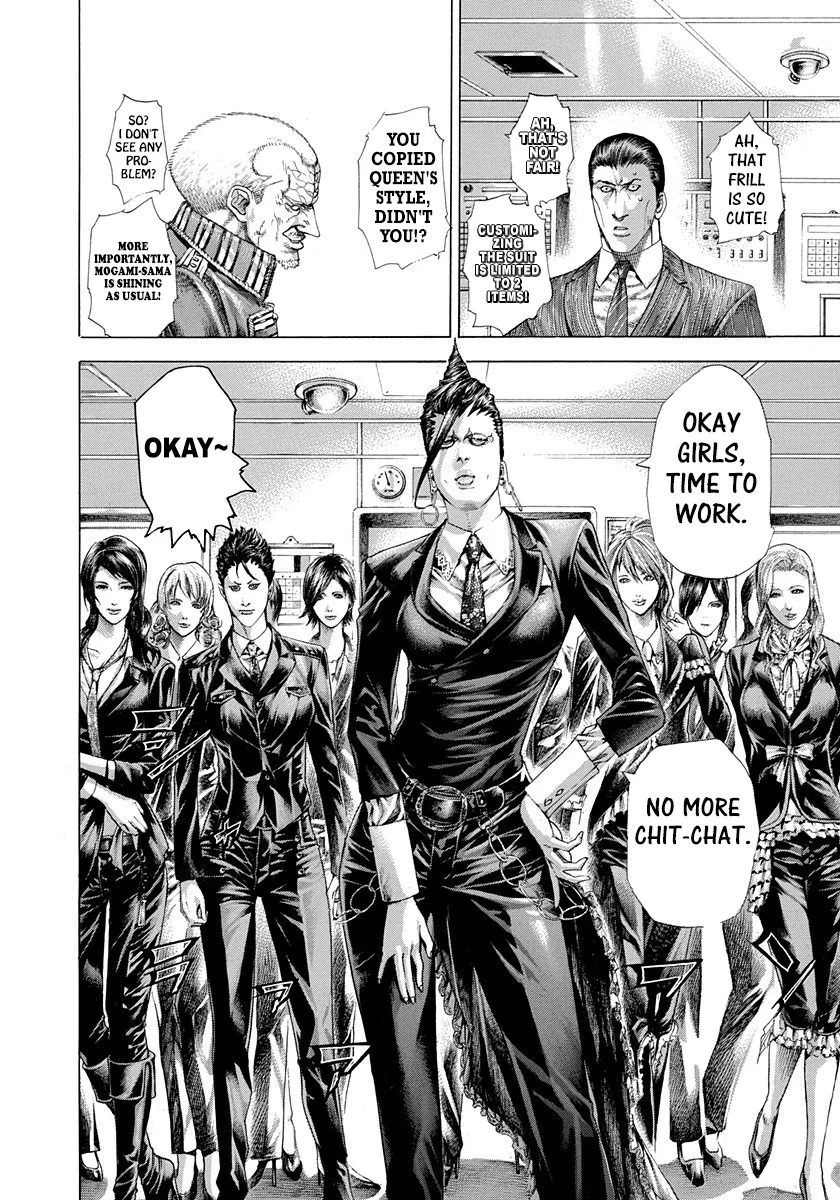 AH,
THAT
FRILL IS SO
CUTE!
AH,
THAT'S
NOT
FAIR!
CUSTOMI-
ZING
THE SUIT
IS LIMITED
TO 2
ITEMS!
YOU
COPIED
QUEEN'S
STYLE,
DIDN'T
YOU!?
SO?
I DON'T
SEE ANY
PRO-
BLEM?
MORE
IMPORTANTLY,
MOGAMI-SAMA
IS SHINING
AS USUAL!
OKAY
GIRLS,
TIME TO
WORK.
OKAY~
NO MORE
CHIT-CHAT.